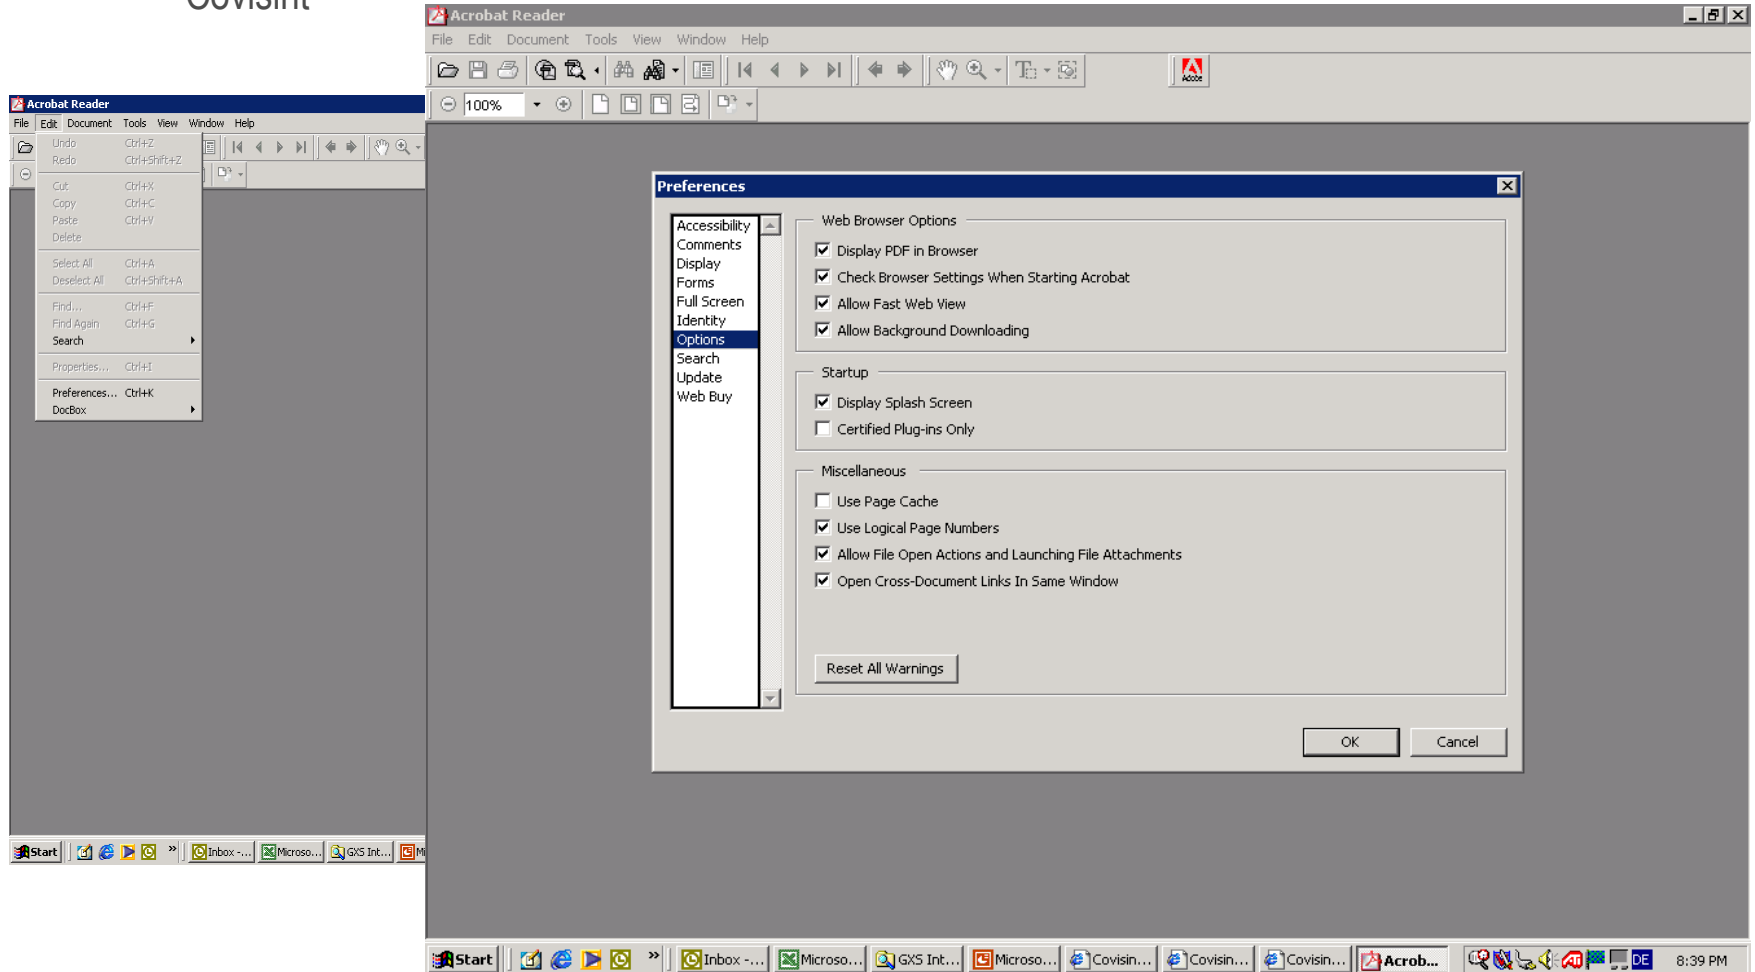 Covisint
Acrobat Reader
File Edit Document Tools View Window Help
Undo Ctrl+Z
Redo Ctrl+Shift+Z
Cut Ctrl+X
Copy Ctrl+C
Paste Ctrl+V
Delete
Select All Ctrl+A
Deselect All Ctrl+Shift+A
Find... Ctrl+F
Find Again Ctrl+G
Search
Properties... Ctrl+I
Preferences... Ctrl+K
DocBox
Start Inbox -... Microso... GXS Int... Mi
Acrobat Reader
File Edit Document Tools View Window Help
Adobe
100%
Preferences
Accessibility
Comments
Display
Forms
Full Screen
Identity
Options
Search
Update
Web Buy
Web Browser Options
Display PDF in Browser
Check Browser Settings When Starting Acrobat
Allow Fast Web View
Allow Background Downloading
Startup
Display Splash Screen
Certified Plug-ins Only
Miscellaneous
Use Page Cache
Use Logical Page Numbers
Allow File Open Actions and Launching File Attachments
Open Cross-Document Links In Same Window
Reset All Warnings
OK Cancel
Start Inbox -... Microso... GXS Int... Microso... Covisin... Covisin... Covisin... Acrob... DE 8:39 PM